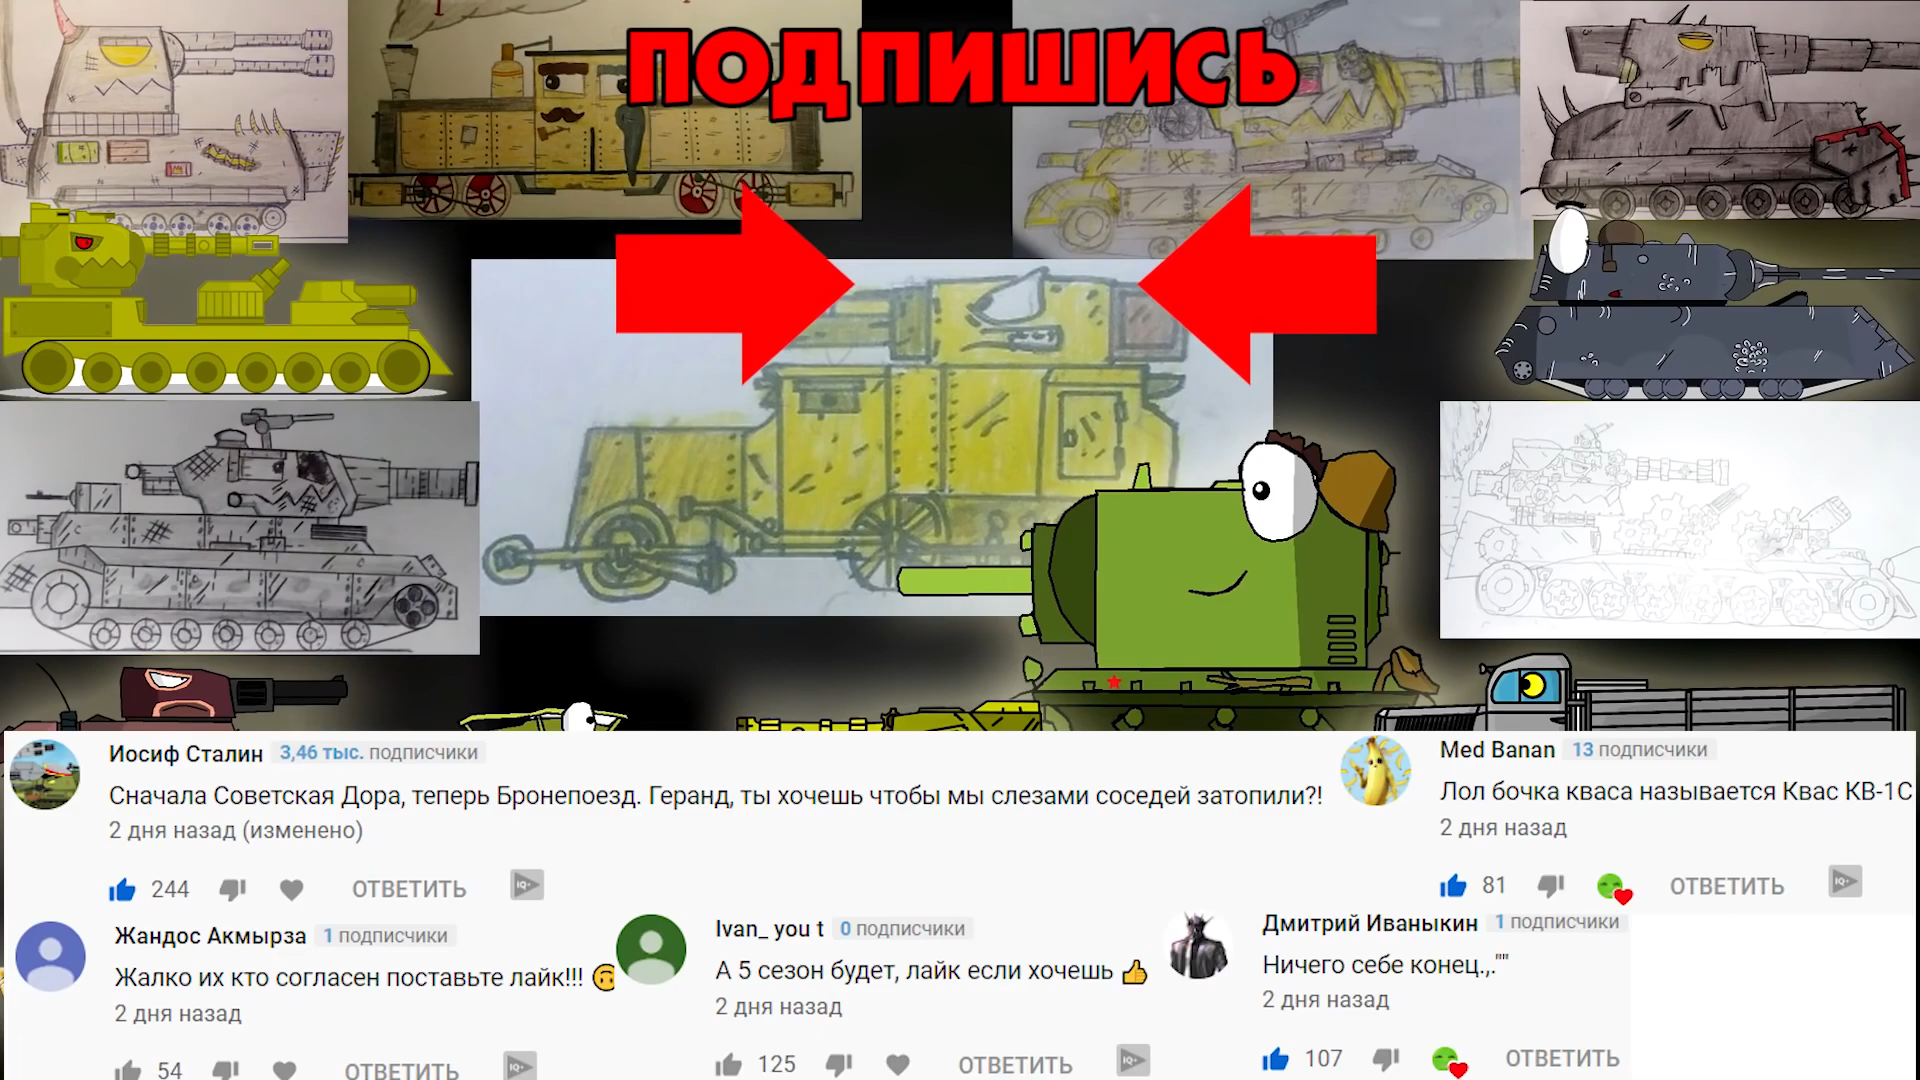 ПОДПИШИСЬ
Иосиф Сталин 3,46 тыс. подписчики
Сначала Советская Дора, теперь Бронепоезд. Геранд, ты хочешь чтобы мы слезами соседей затопили?!
2 дня назад (изменено)
244 ОТВЕТИТЬ IQ+
Med Banan 13 подписчики
Лол бочка кваса называется Квас КВ-1С
2 дня назад
81 ОТВЕТИТЬ IQ+
Жандос Акмырза 1 подписчики
Жалко их кто согласен поставьте лайк!!! 🙃
2 дня назад
54 ОТВЕТИТЬ IQ+
Ivan_ you t 0 подписчики
А 5 сезон будет, лайк если хочешь 👍
2 дня назад
125 ОТВЕТИТЬ IQ+
Дмитрий Иваныкин 1 подписчики
Ничего себе конец.,.""
2 дня назад
107 ОТВЕТИТЬ